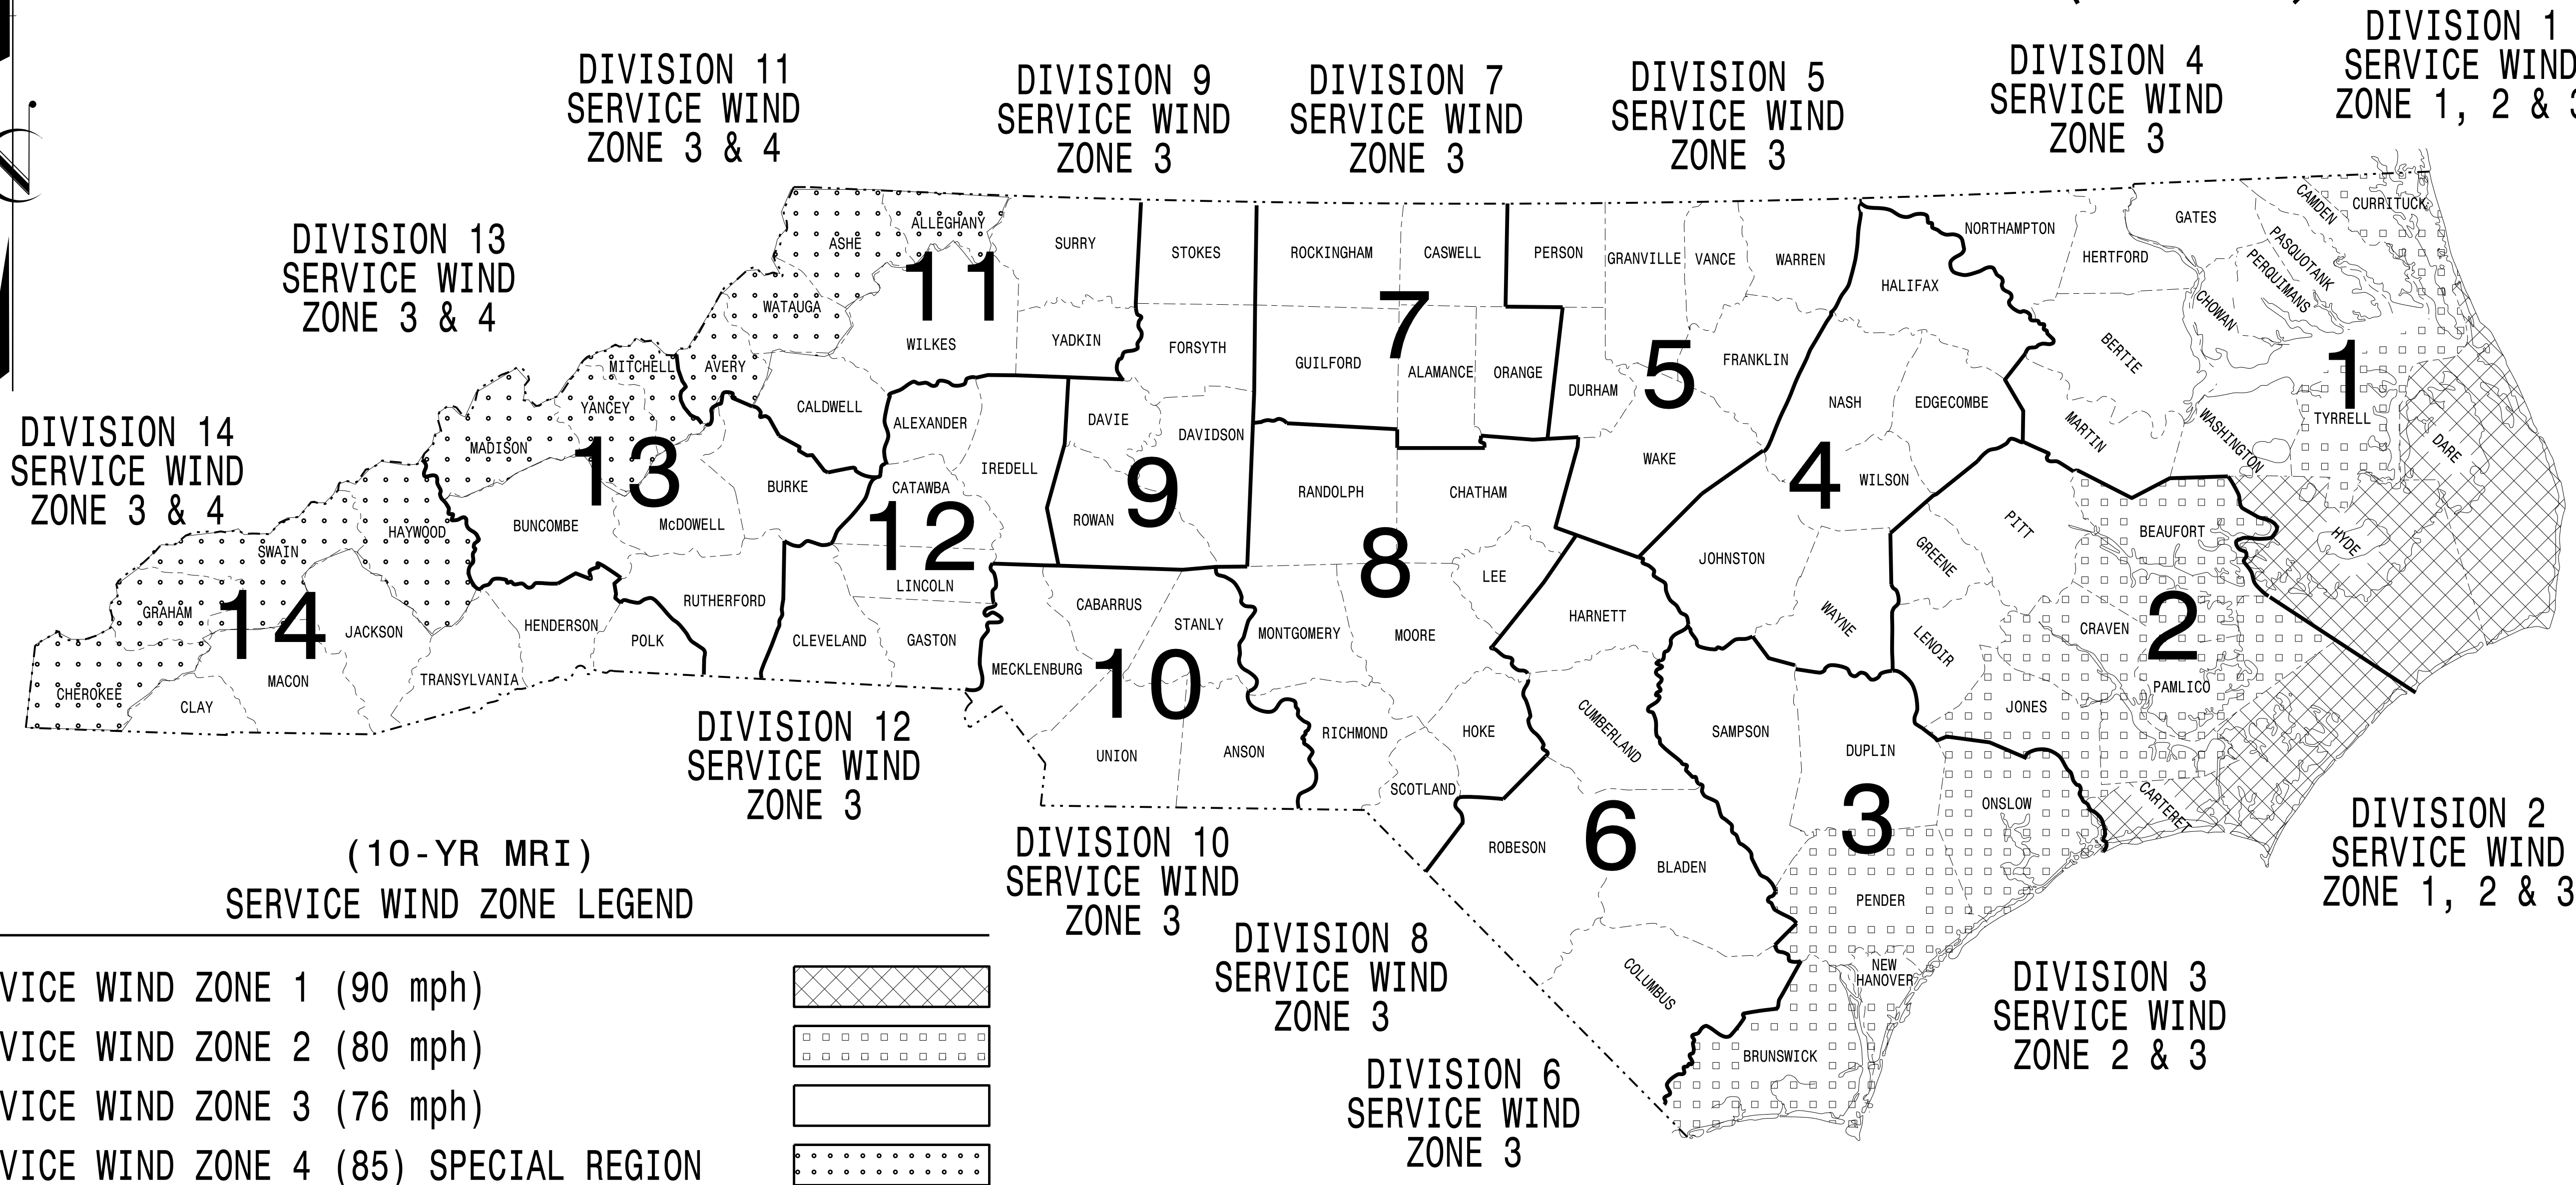 DIVISION 1
SERVICE WIND
ZONE 1, 2 & 3
DIVISION 4
SERVICE WIND
ZONE 3
DIVISION 5
SERVICE WIND
ZONE 3
DIVISION 7
SERVICE WIND
ZONE 3
DIVISION 9
SERVICE WIND
ZONE 3
DIVISION 11
SERVICE WIND
ZONE 3 & 4
DIVISION 13
SERVICE WIND
ZONE 3 & 4
DIVISION 14
SERVICE WIND
ZONE 3 & 4
ASHE
ALLEGHANY
11
WATAUGA
WILKES
SURRY
YADKIN
AVERY
CALDWELL
MITCHELL
YANCEY
MADISON
13
BUNCOMBE
McDOWELL
BURKE
RUTHERFORD
HAYWOOD
SWAIN
GRAHAM
14
JACKSON
CHEROKEE
CLAY
MACON
TRANSYLVANIA
HENDERSON
POLK
ALEXANDER
IREDELL
CATAWBA
12
LINCOLN
CLEVELAND
GASTON
STOKES
FORSYTH
DAVIE
DAVIDSON
9
ROWAN
CABARRUS
STANLY
MECKLENBURG
10
UNION
ANSON
ROCKINGHAM
CASWELL
7
GUILFORD
ALAMANCE
ORANGE
RANDOLPH
CHATHAM
8
LEE
MONTGOMERY
MOORE
RICHMOND
HOKE
SCOTLAND
PERSON
GRANVILLE
VANCE
WARREN
5
FRANKLIN
DURHAM
WAKE
HALIFAX
NASH
EDGECOMBE
4
WILSON
JOHNSTON
WAYNE
HARNETT
CUMBERLAND
6
ROBESON
BLADEN
COLUMBUS
SAMPSON
DUPLIN
3
ONSLOW
PENDER
NEW
HANOVER
BRUNSWICK
NORTHAMPTON
HERTFORD
GATES
CAMDEN
CURRITUCK
PASQUOTANK
PERQUIMANS
CHOWAN
BERTIE
1
MARTIN
WASHINGTON
TYRRELL
DARE
HYDE
PITT
BEAUFORT
GREENE
LENOIR
CRAVEN
2
PAMLICO
JONES
CARTERET
DIVISION 12
SERVICE WIND
ZONE 3
DIVISION 10
SERVICE WIND
ZONE 3
DIVISION 8
SERVICE WIND
ZONE 3
DIVISION 6
SERVICE WIND
ZONE 3
DIVISION 3
SERVICE WIND
ZONE 2 & 3
DIVISION 2
SERVICE WIND
ZONE 1, 2 & 3
(10-YR MRI)
SERVICE WIND ZONE LEGEND
VICE WIND ZONE 1 (90 mph)
VICE WIND ZONE 2 (80 mph)
VICE WIND ZONE 3 (76 mph)
VICE WIND ZONE 4 (85) SPECIAL REGION